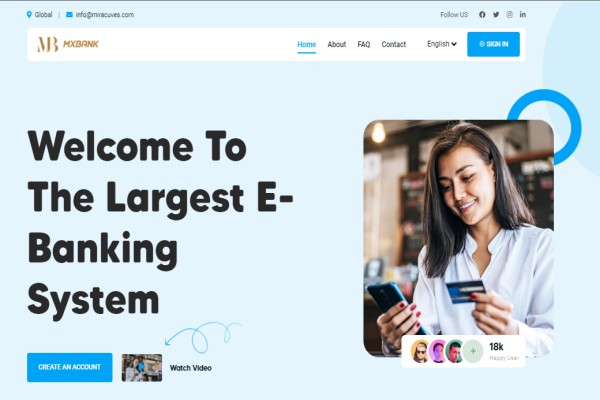 Global | info@miracuves.com Follow US
MB MXBANK Home About FAQ Contact English SIGN IN
Welcome To
The Largest E-
Banking
System
CREATE AN ACCOUNT Watch Video
+ 18k
Happy User